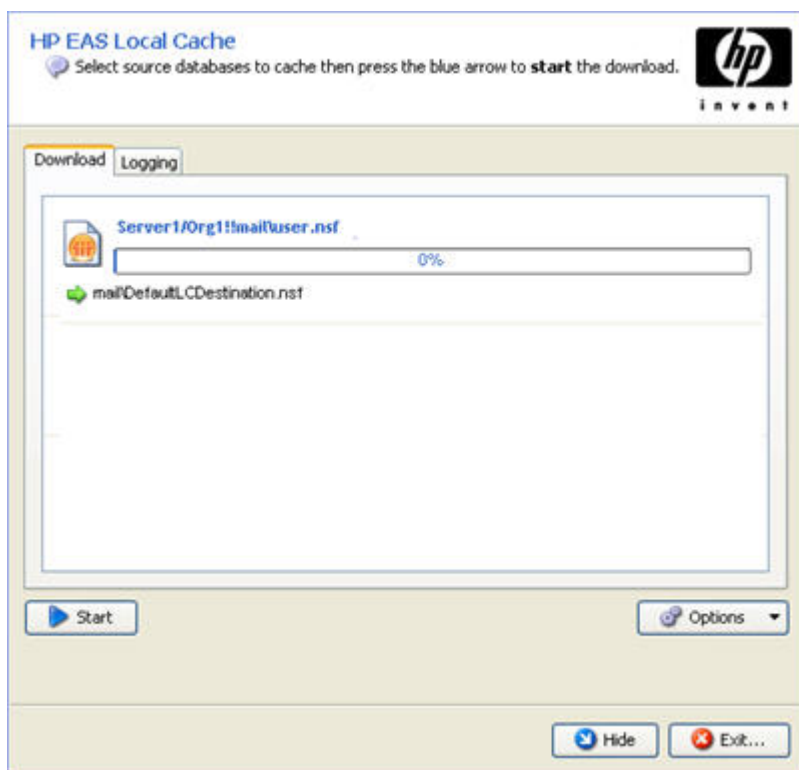 HP EAS Local Cache
Select source databases to cache then press the blue arrow to start the download.
hp
invent
Download Logging
Server1/Org1!!mail\user.nsf
0%
mail\DefaultLCDestination.nsf
Start Options
Hide Exit...